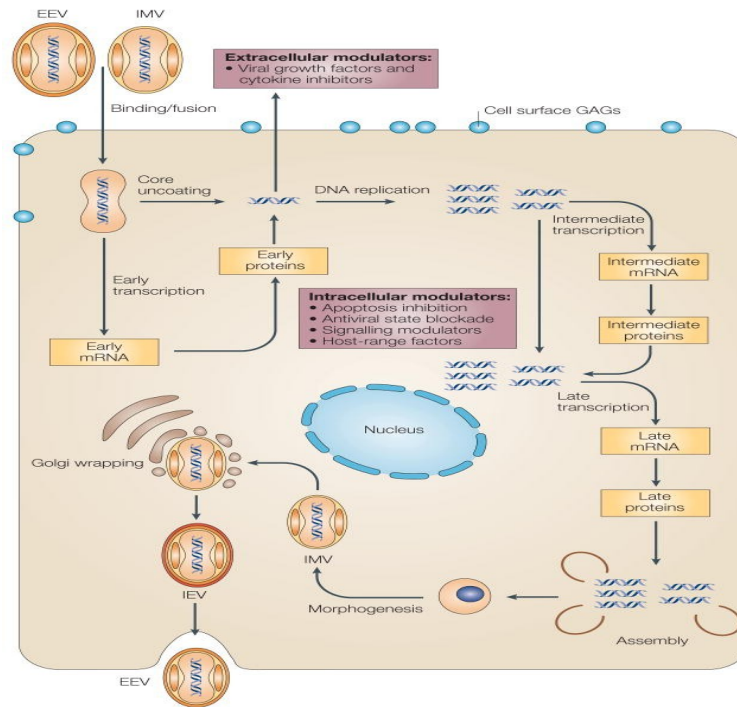 EEV
IMV
Extracellular modulators:
• Viral growth factors and
cytokine inhibitors
Binding/fusion
Cell surface GAGs
Core
uncoating
DNA replication
Intermediate
transcription
Early
proteins
Intermediate
mRNA
Early
transcription
Intracellular modulators:
• Apoptosis inhibition
• Antiviral state blockade
• Signalling modulators
• Host-range factors
Intermediate
proteins
Early
mRNA
Late
transcription
Nucleus
Late
mRNA
Golgi wrapping
Late
proteins
IMV
IEV
Morphogenesis
Assembly
EEV